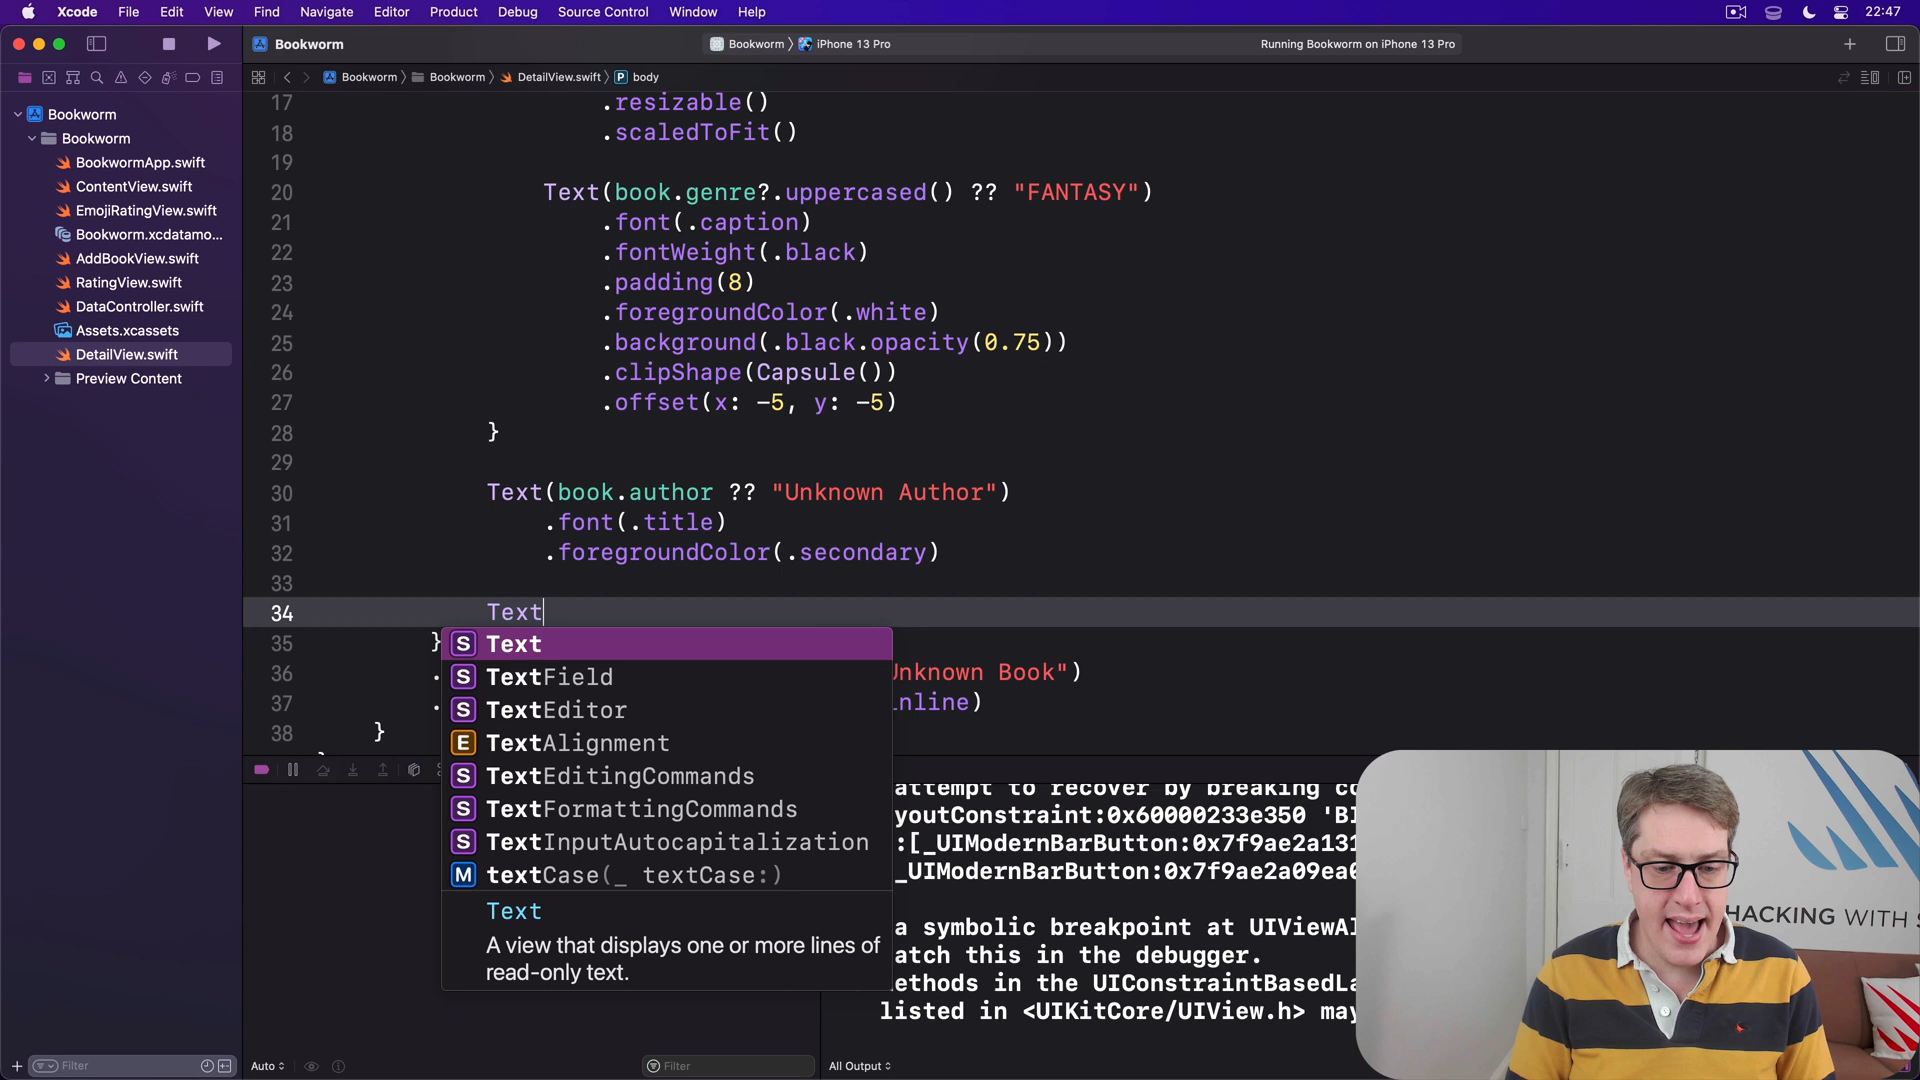 Xcode File Edit View Find Navigate Editor Product Debug Source Control Window Help 22:47
Bookworm
Bookworm iPhone 13 Pro
Running Bookworm on iPhone 13 Pro
Bookworm Bookworm DetailView.swift P body
Bookworm
Bookworm
BookwormApp.swift
ContentView.swift
EmojiRatingView.swift
Bookworm.xcdatamo...
AddBookView.swift
RatingView.swift
DataController.swift
Assets.xcassets
DetailView.swift
Preview Content
Filter
17 .resizable()
18 .scaledToFit()
19
20 Text(book.genre?.uppercased() ?? "FANTASY")
21 .font(.caption)
22 .fontWeight(.black)
23 .padding(8)
24 .foregroundColor(.white)
25 .background(.black.opacity(0.75))
26 .clipShape(Capsule())
27 .offset(x: -5, y: -5)
28 }
29
30 Text(book.author ?? "Unknown Author")
31 .font(.title)
32 .foregroundColor(.secondary)
33
34 Text
35 }
36 . Unknown Book")
37 . inline)
38 }
S Text
S TextField
S TextEditor
E TextAlignment
S TextEditingCommands
S TextFormattingCommands
S TextInputAutocapitalization
M textCase(_ textCase:)
Text
A view that displays one or more lines of
read-only text.
attempt to recover by breaking co
youtConstraint:0x60000233e350 'BI
:[_UIModernBarButton:0x7f9ae2a131
_UIModernBarButton:0x7f9ae2a09ea0
a symbolic breakpoint at UIViewAl
atch this in the debugger.
ethods in the UIConstraintBasedLa
listed in <UIKitCore/UIView.h> may
Auto
Filter
All Output
HACKING WITH S